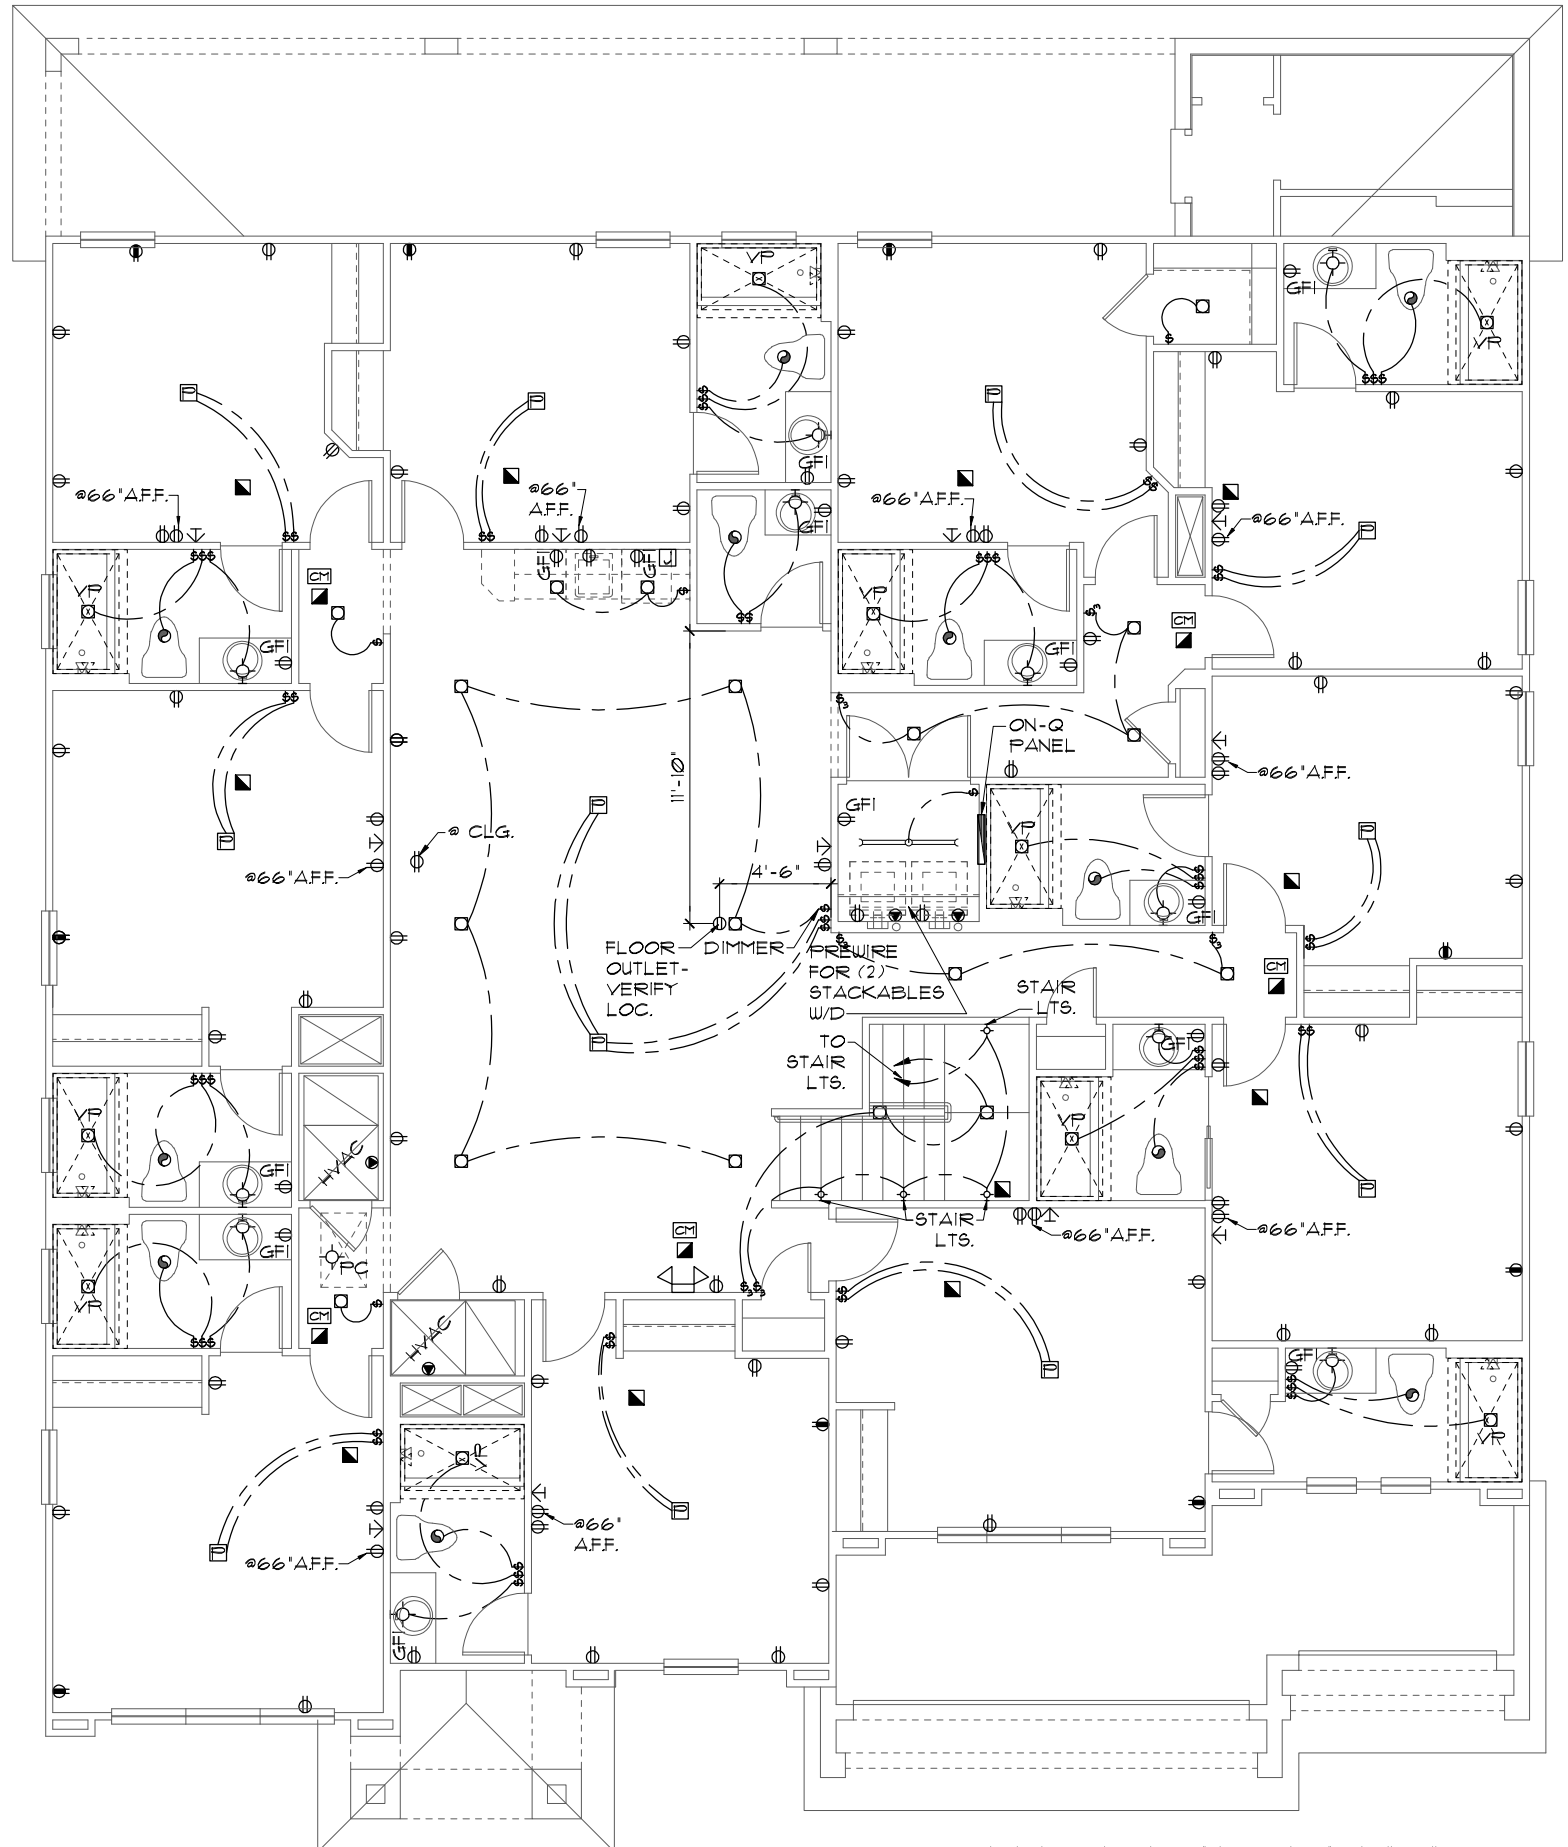 VP
GFI
GFI
VP
@66"A.F.F.
@66"
A.F.F.
GFI
@66"A.F.F.
@66"A.F.F.
GFI
GFI
J
VP
CM
GFI
VP
GFI
CM
11'-10"
ON-Q
PANEL
@66"A.F.F.
@ CLG.
GFI
VP
@66"A.F.F.
4'-6"
GFI
FLOOR
OUTLET-
VERIFY
LOC.
DIMMER
PREWIRE
FOR (2)
STACKABLES
W/D
CM
STAIR
LTS.
TO
STAIR
LTS.
GFI
VP
VP
HVAC
GFI
STAIR
LTS.
@66"A.F.F.
@66"A.F.F.
CM
GFI
PC
VP
CM
HVAC
GFI
VP
VP
@66"
A.F.F.
@66"A.F.F.
GFI